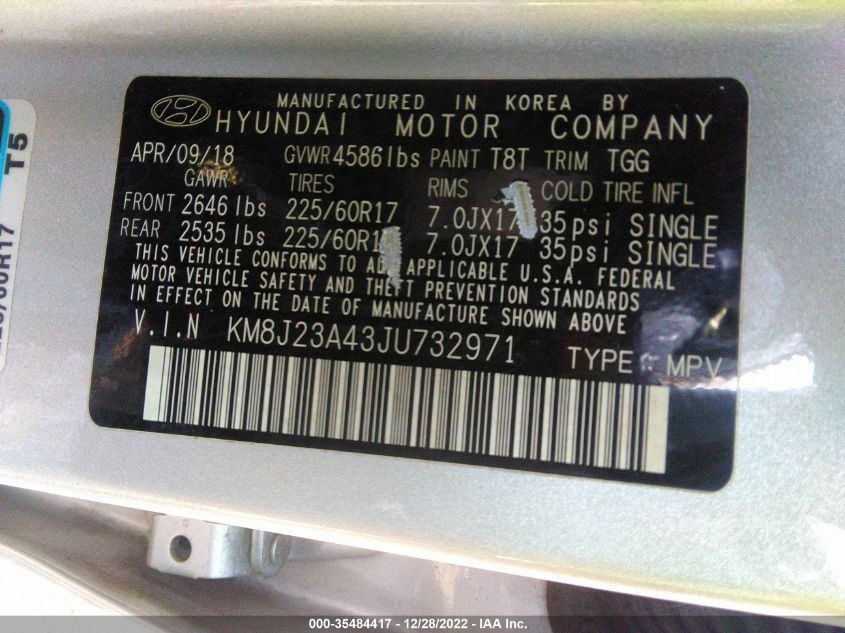 MANUFACTURED IN KOREA BY
HYUNDAI MOTOR COMPANY
APR/09/18 GVWR 4586 lbs PAINT T8T TRIM TGG
GAWR TIRES RIMS COLD TIRE INFL
FRONT 2646 lbs 225/60R17 7.0JX17 35psi SINGLE
REAR 2535 lbs 225/60R17 7.0JX17 35psi SINGLE
THIS VEHICLE CONFORMS TO ALL APPLICABLE U.S.A. FEDERAL
MOTOR VEHICLE SAFETY AND THEFT PREVENTION STANDARDS
IN EFFECT ON THE DATE OF MANUFACTURE SHOWN ABOVE
V.I.N KM8J23A43JU732971 TYPE : MPV
T5
000-35484417 - 12/28/2022 - IAA Inc.